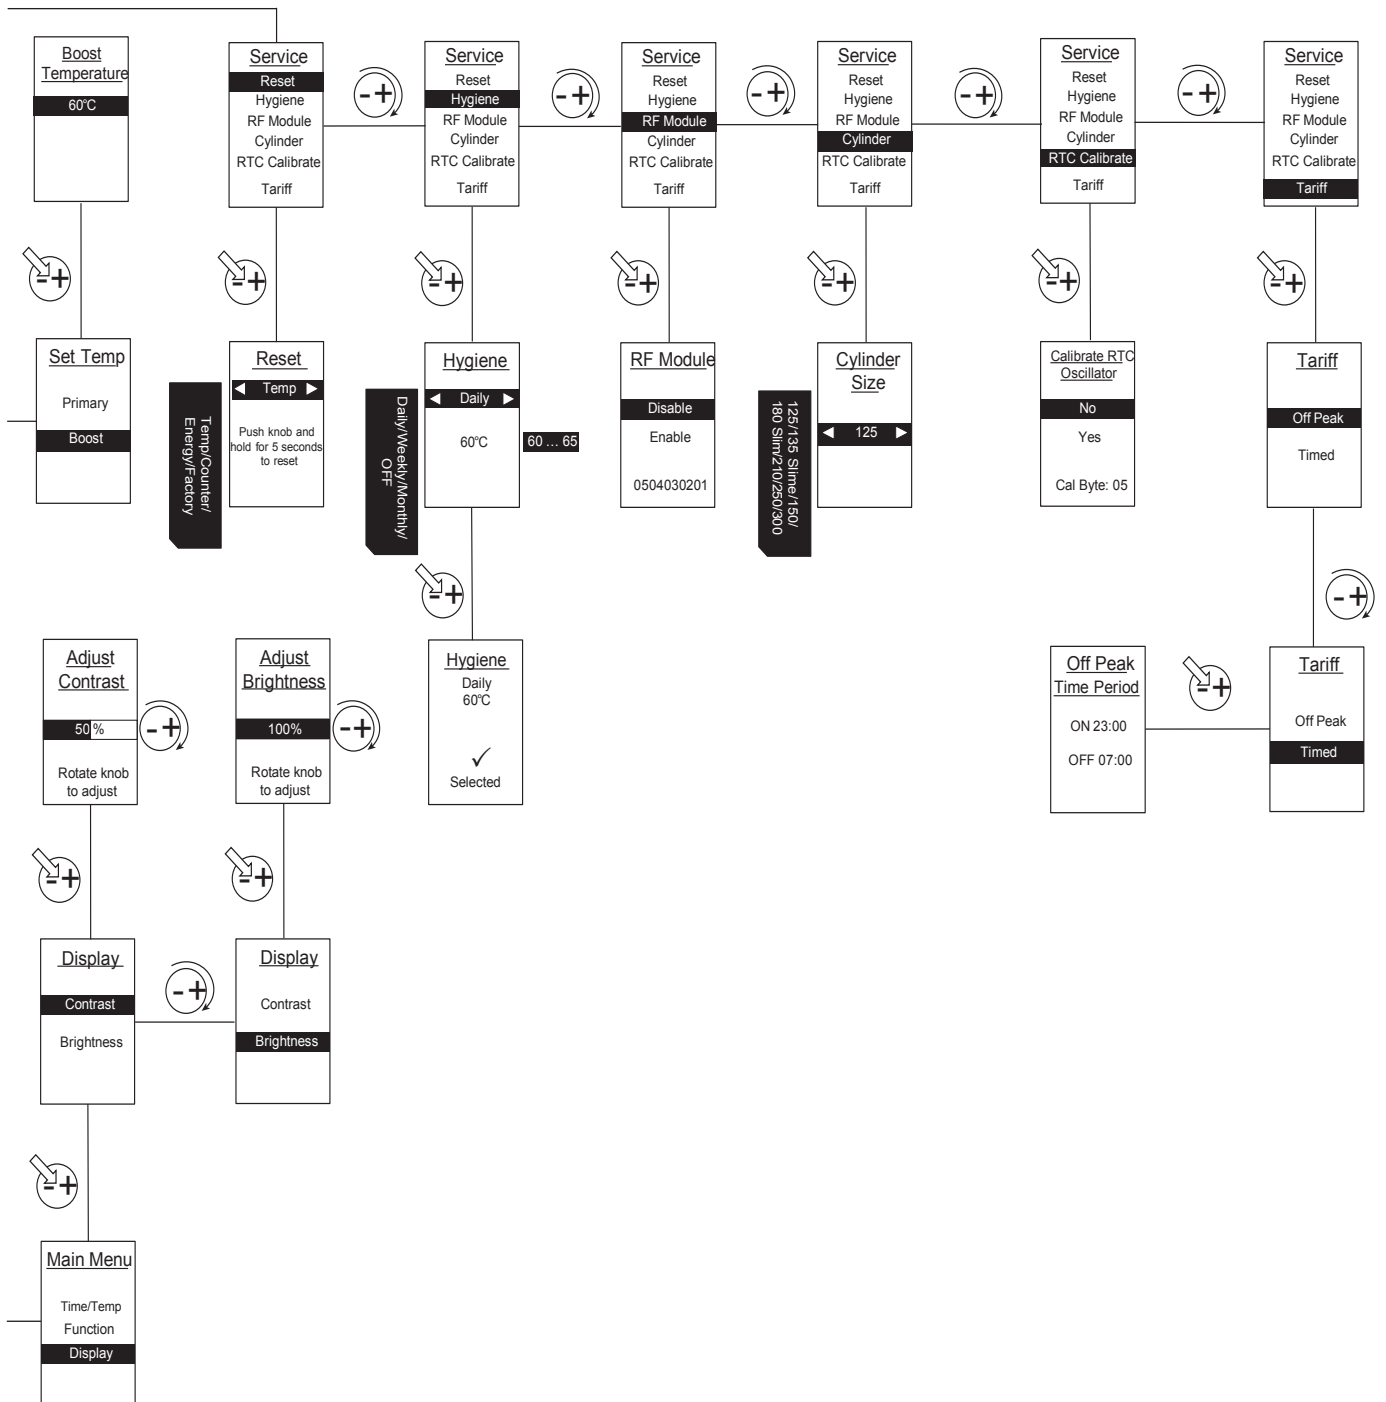 Boost
Temperature
60°C
Service
Reset
Hygiene
RF Module
Cylinder
RTC Calibrate
Tariff
- +
Service
Reset
Hygiene
RF Module
Cylinder
RTC Calibrate
Tariff
- +
Service
Reset
Hygiene
RF Module
Cylinder
RTC Calibrate
Tariff
- +
Service
Reset
Hygiene
RF Module
Cylinder
RTC Calibrate
Tariff
- +
Service
Reset
Hygiene
RF Module
Cylinder
RTC Calibrate
Tariff
- +
Service
Reset
Hygiene
RF Module
Cylinder
RTC Calibrate
Tariff
- +
- +
- +
- +
- +
- +
- +
Set Temp
Primary
Boost
Temp/Counter/
Energy/Factory
Reset
◀ Temp ▶
Push knob and
hold for 5 seconds
to reset
Daily/Weekly/Monthly/
OFF
Hygiene
◀ Daily ▶
60°C
60 ... 65
RF Module
Disable
Enable
0504030201
125/135 Slime/150/
180 Slim/210/250/300
Cylinder
Size
◀ 125 ▶
Calibrate RTC
Oscillator
No
Yes
Cal Byte: 05
Tariff
Off Peak
Timed
- +
- +
Adjust
Contrast
50 %
Rotate knob
to adjust
- +
Adjust
Brightness
100%
Rotate knob
to adjust
- +
Hygiene
Daily
60°C
✓
Selected
Off Peak
Time Period
ON 23:00
OFF 07:00
- +
Tariff
Off Peak
Timed
- +
- +
Display
Contrast
Brightness
- +
Display
Contrast
Brightness
- +
Main Menu
Time/Temp
Function
Display